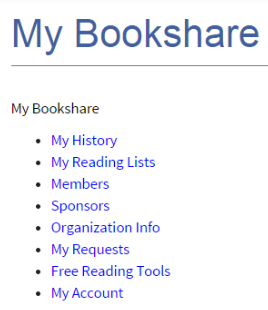 My Bookshare
My Bookshare
My History
My Reading Lists
Members
Sponsors
Organization Info
My Requests
Free Reading Tools
My Account